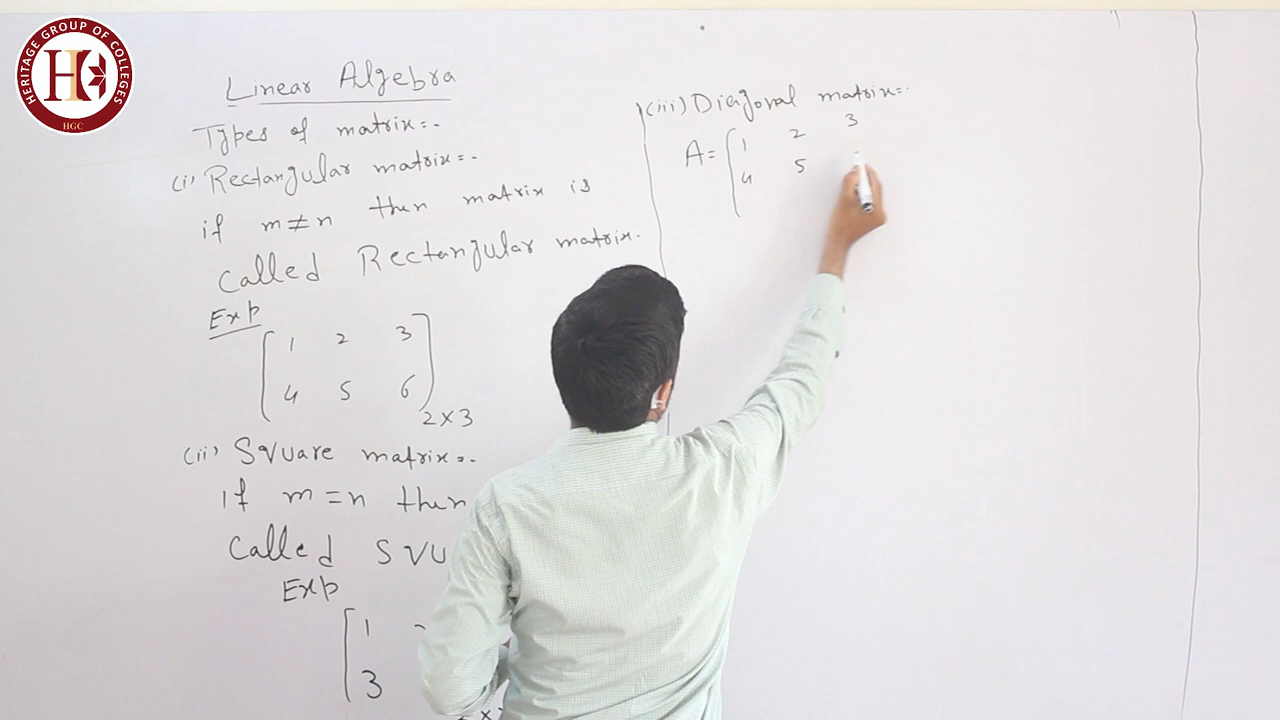 HERITAGE GROUP OF COLLEGES
HGC
Linear Algebra
Types of matrix:-
(i) Rectangular matrix:-
if m≠n then matrix is
called Rectangular matrix.
Exp
1 2 3
4 5 6
2×3
(ii) Square matrix:-
If m=n then
called Squ
Exp
1
3
(iii) Diagonal matrix:-
A= 1 2 3
4 5